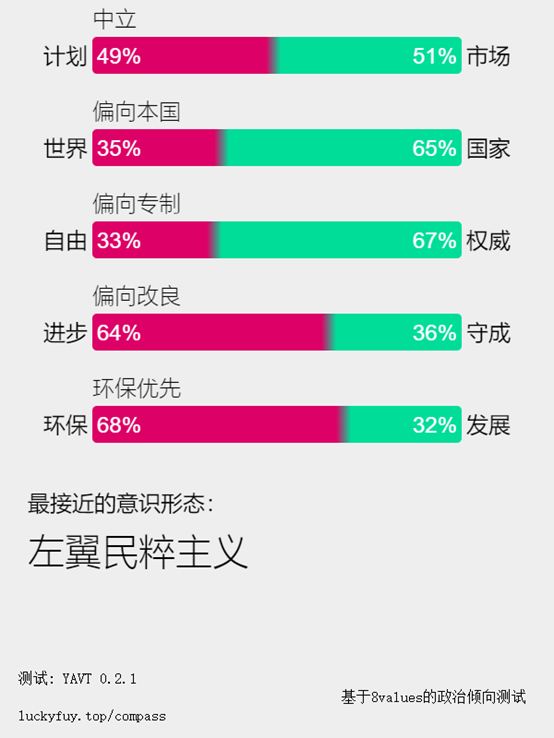 中立
计划 49% 51% 市场
偏向本国
世界 35% 65% 国家
偏向专制
自由 33% 67% 权威
偏向改良
进步 64% 36% 守成
环保优先
环保 68% 32% 发展
最接近的意识形态:
左翼民粹主义
测试: YAVT 0.2.1
基于8values的政治倾向测试
luckyfuy.top/compass